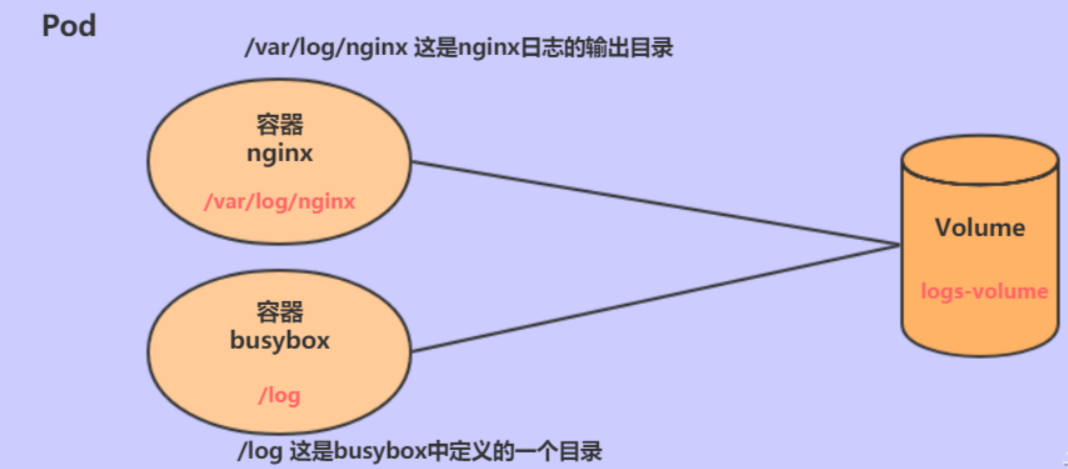 Pod
/var/log/nginx 这是nginx日志的输出目录
容器
nginx
/var/log/nginx
Volume
logs-volume
容器
busybox
/log
/log 这是busybox中定义的一个目录